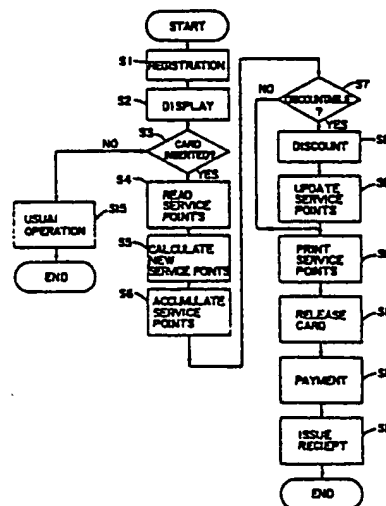 START
S1
REGISTRATION
S2
DISPLAY
S3
CARD
INSERTED?
NO
YES
S4
READ
SERVICE
POINTS
S15
USUAL
OPERATION
END
S5
CALCULATE
NEW
SERVICE POINTS
S6
ACCUMULATE
SERVICE
POINTS
S7
DISCOUNTABLE
?
NO
YES
DISCOUNT
UPDATE
SERVICE
POINTS
PRINT
SERVICE
POINTS
RELEASE
CARD
PAYMENT
ISSUE
RECIEPT
END